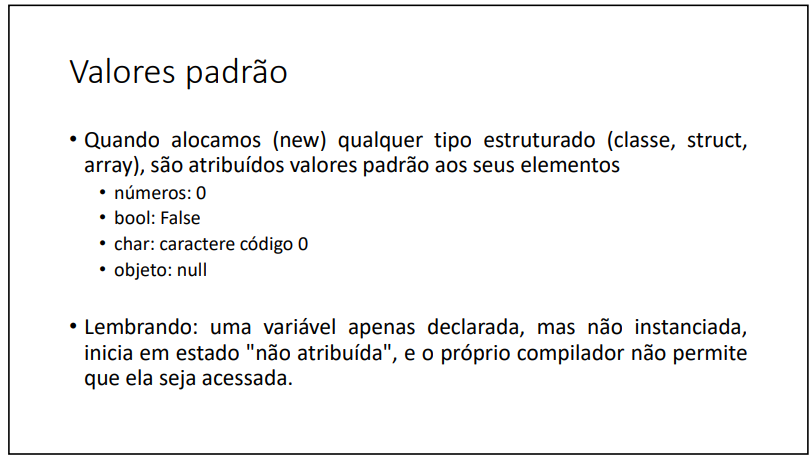 Valores padrão
• Quando alocamos (new) qualquer tipo estruturado (classe, struct,
array), são atribuídos valores padrão aos seus elementos
• números: 0
• bool: False
• char: caractere código 0
• objeto: null
• Lembrando: uma variável apenas declarada, mas não instanciada,
inicia em estado "não atribuída", e o próprio compilador não permite
que ela seja acessada.